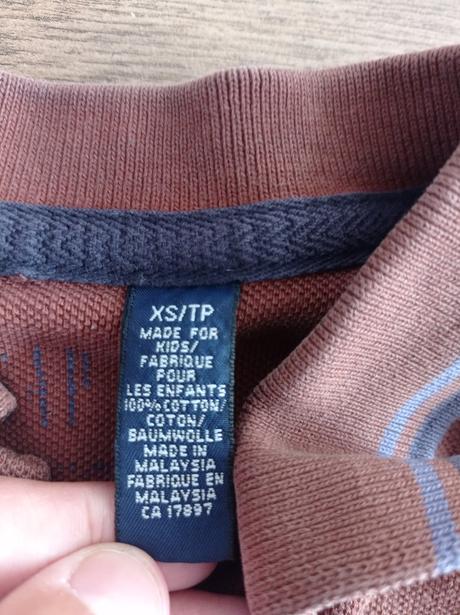 XS/TP
MADE FOR
KIDS/
FABRIQUE
POUR
LES ENFANTS
100% COTTON/
COTON/
BAUMWOLLE
MADE IN
MALAYSIA
FABRIQUE EN
MALAYSIA
CA 17897